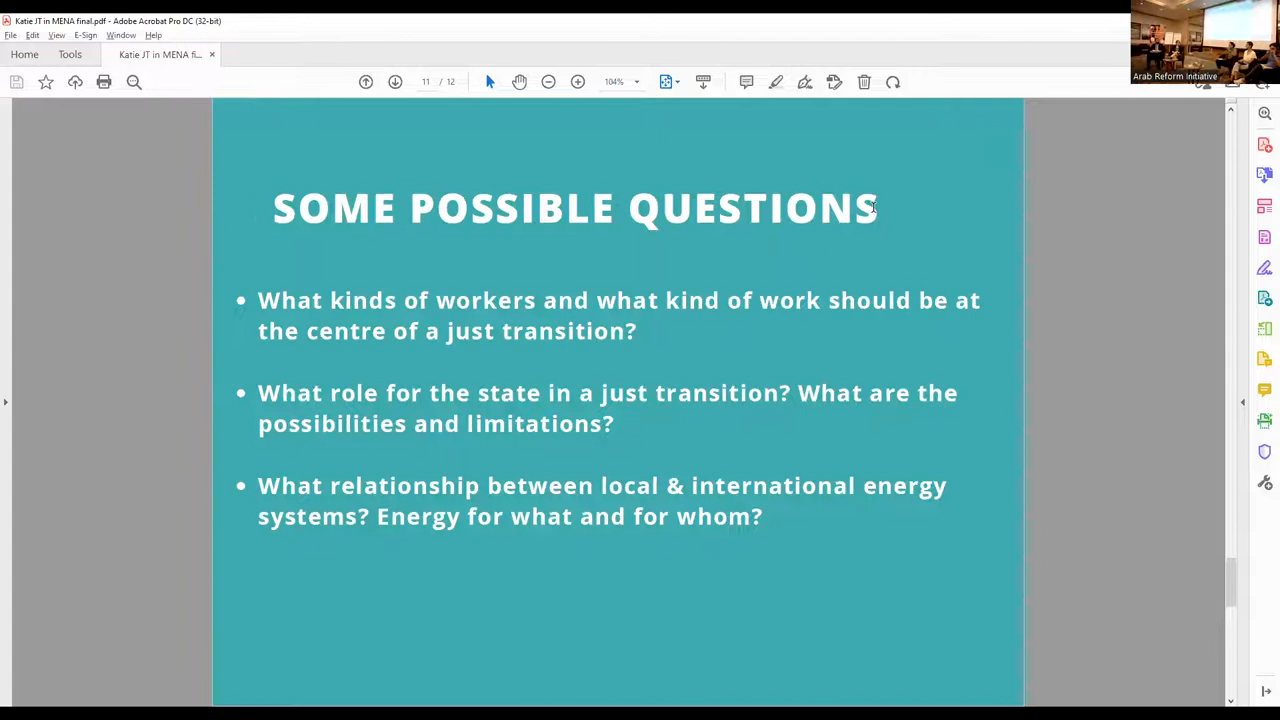 Katie JT in MENA final.pdf - Adobe Acrobat Pro DC (32-bit)
File Edit View E-Sign Window Help
Home Tools Katie JT in MENA fi... ×
11 / 12 104%
Arab Reform Initiative
SOME POSSIBLE QUESTIONS
• What kinds of workers and what kind of work should be at
the centre of a just transition?
• What role for the state in a just transition? What are the
possibilities and limitations?
• What relationship between local & international energy
systems? Energy for what and for whom?